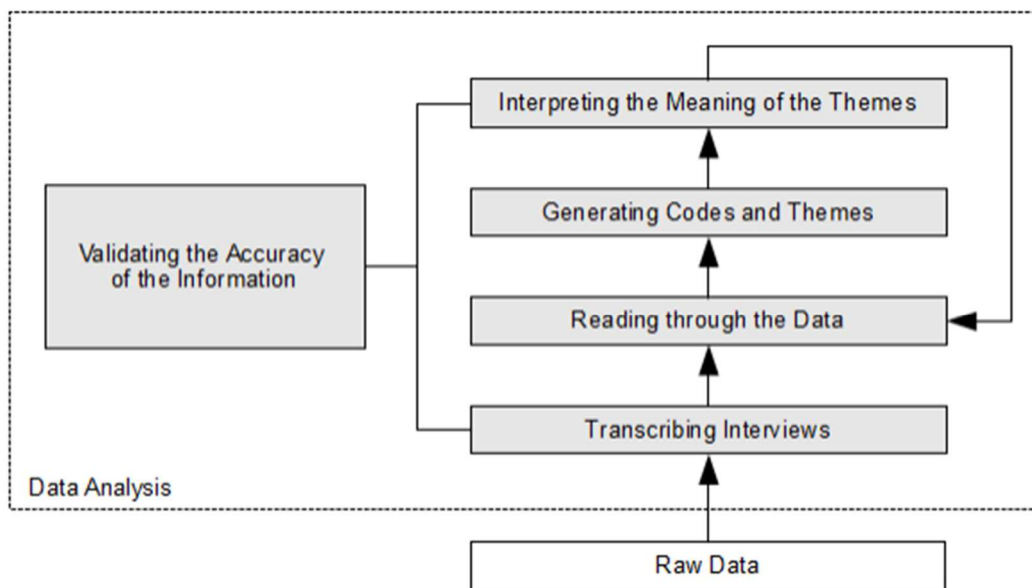 Interpreting the Meaning of the Themes
Generating Codes and Themes
Validating the Accuracy
of the Information
Reading through the Data
Transcribing Interviews
Data Analysis
Raw Data